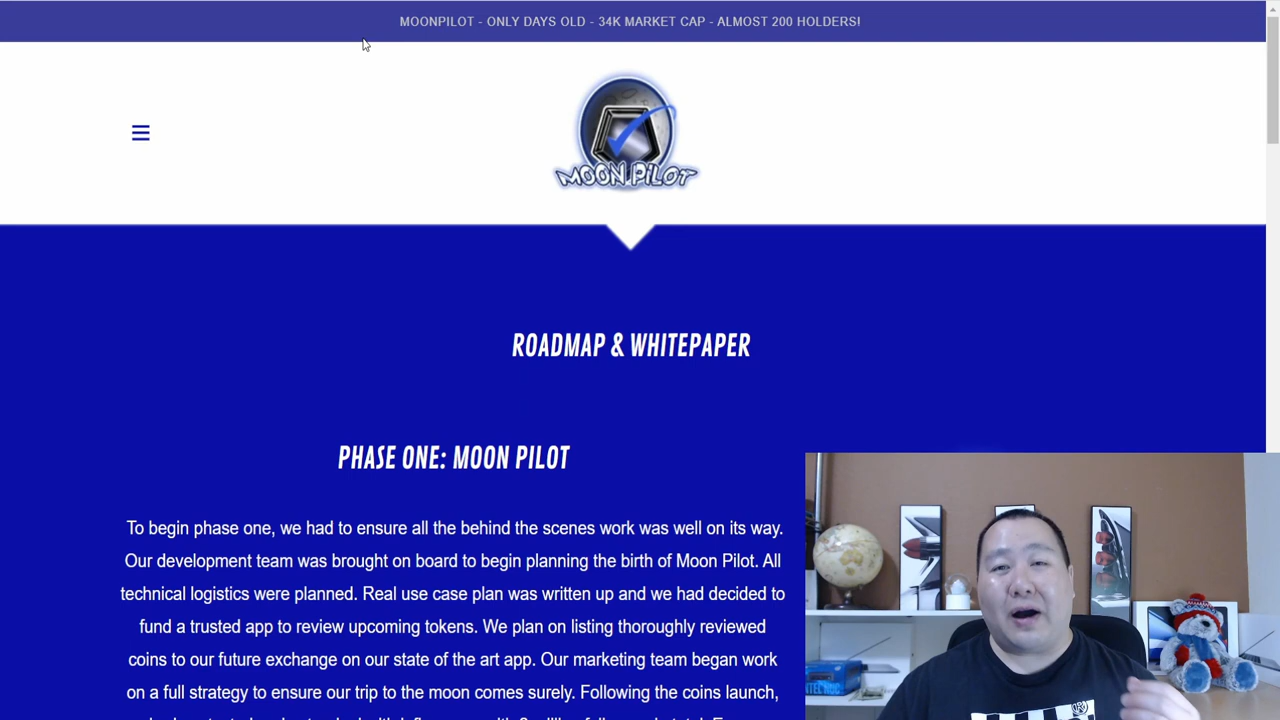 MOONPILOT - ONLY DAYS OLD - 34K MARKET CAP - ALMOST 200 HOLDERS!
MOON PILOT
ROADMAP & WHITEPAPER
PHASE ONE: MOON PILOT
To begin phase one, we had to ensure all the behind the scenes work was well on its way.
Our development team was brought on board to begin planning the birth of Moon Pilot. All
technical logistics were planned. Real use case plan was written up and we had decided to
fund a trusted app to review upcoming tokens. We plan on listing thoroughly reviewed
coins to our future exchange on our state of the art app. Our marketing team began work
on a full strategy to ensure our trip to the moon comes surely. Following the coins launch,